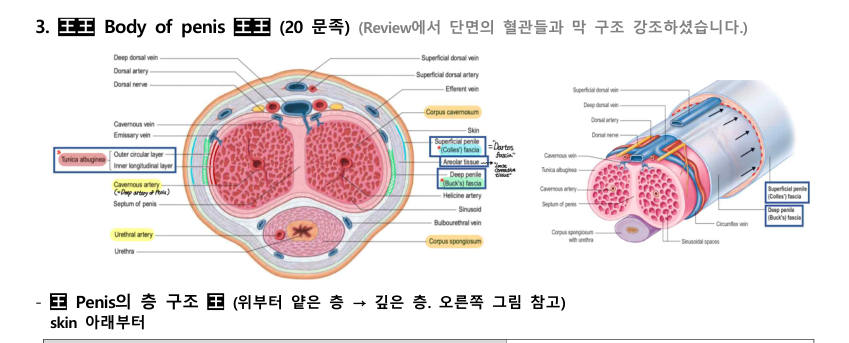 3. 王王 Body of penis 王王 (20 문족) (Review에서 단면의 혈관들과 막 구조 강조하셨습니다.)
Deep dorsal vein
Dorsal artery
Dorsal nerve
Cavernous vein
Emissary vein
Tunica albuginea
Outer circular layer
Inner longitudinal layer
Cavernous artery
(=Deep artery of Penis)
Septum of penis
Urethral artery
Urethra
Superficial dorsal vein
Superficial dorsal artery
Efferent vein
Corpus cavernosum
Skin
Superficial penile
(Colles') fascia
="Dartos
fascia"
Areolar tissue
"loose
connective
tissue"
Deep penile
(Buck's) fascia
Helicine artery
Sinusoid
Bulbourethral vein
Corpus spongiosum
Superficial dorsal vein
Deep dorsal vein
Dorsal artery
Dorsal nerve
Cavernous vein
Tunica albuginea
Cavernous artery
Septum of penis
Corpus spongiosum
with urethra
Superficial penile
(Colles') fascia
Deep penile
(Buck's) fascia
Circumflex vein
Sinusoidal spaces
- 王 Penis의 층 구조 王 (위부터 얕은 층 → 깊은 층. 오른쪽 그림 참고)
skin 아래부터